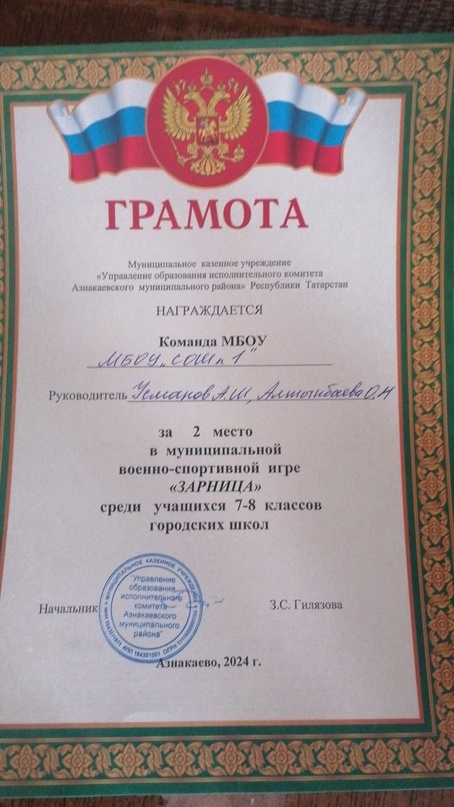 ГРАМОТА
Муниципальное казенное учреждение
«Управление образования исполнительного комитета
Азнакаевского муниципального района» Республики Татарстан
НАГРАЖДАЕТСЯ
Команда МБОУ
МБОУ „СОШ №1"
Руководитель Усманов А.Ш, Алтынбаева О.Н
за 2 место
в муниципальной
военно-спортивной игре
«ЗАРНИЦА»
среди учащихся 7-8 классов
городских школ
"Управление
образования
исполнительного
комитета
Азнакаевского
муниципального
района"
Начальник З.С. Гилязова
Азнакаево, 2024 г.